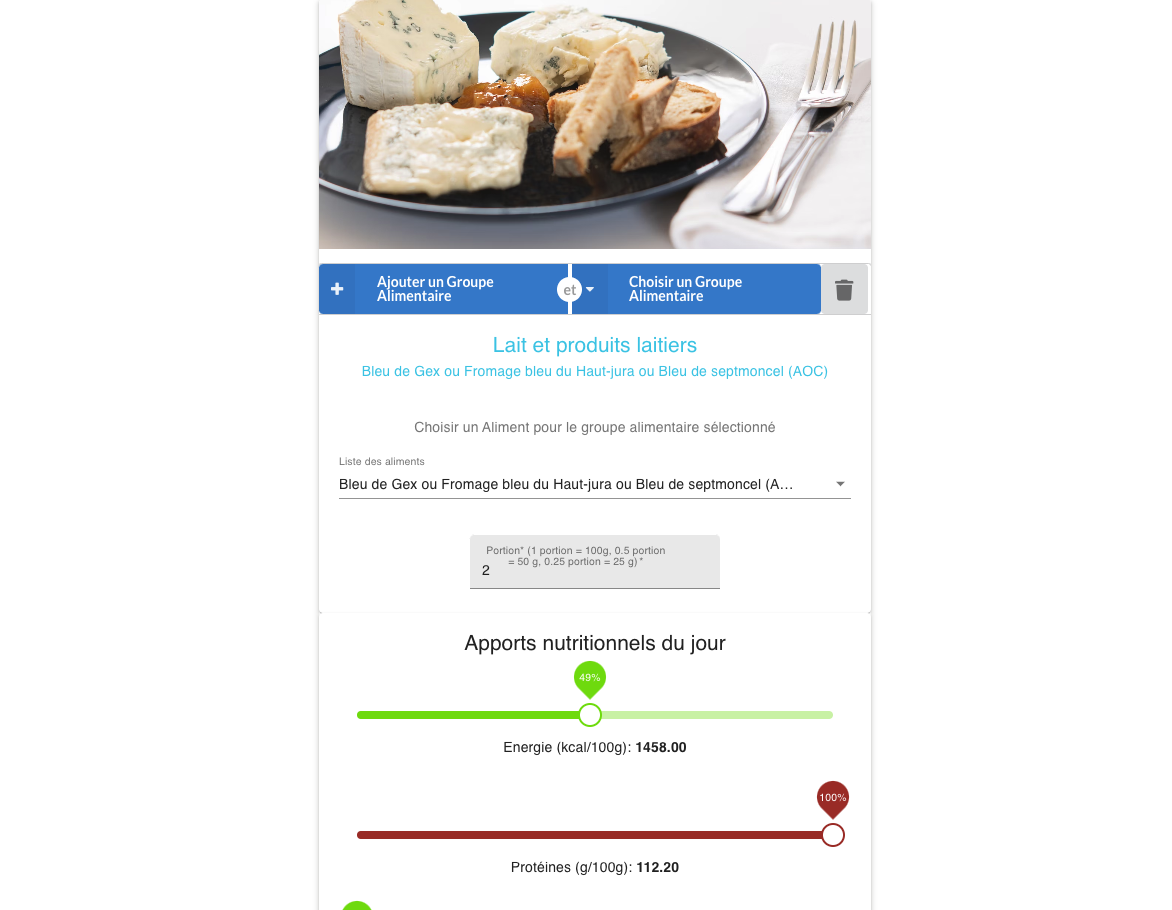 Ajouter un Groupe
Alimentaire
et
Choisir un Groupe
Alimentaire
Lait et produits laitiers
Bleu de Gex ou Fromage bleu du Haut-jura ou Bleu de septmoncel (AOC)
Choisir un Aliment pour le groupe alimentaire sélectionné
Liste des aliments
Bleu de Gex ou Fromage bleu du Haut-jura ou Bleu de septmoncel (A…
Portion* (1 portion = 100g, 0.5 portion
= 50 g, 0.25 portion = 25 g) *
2
Apports nutritionnels du jour
49%
Energie (kcal/100g): 1458.00
100%
Protéines (g/100g): 112.20